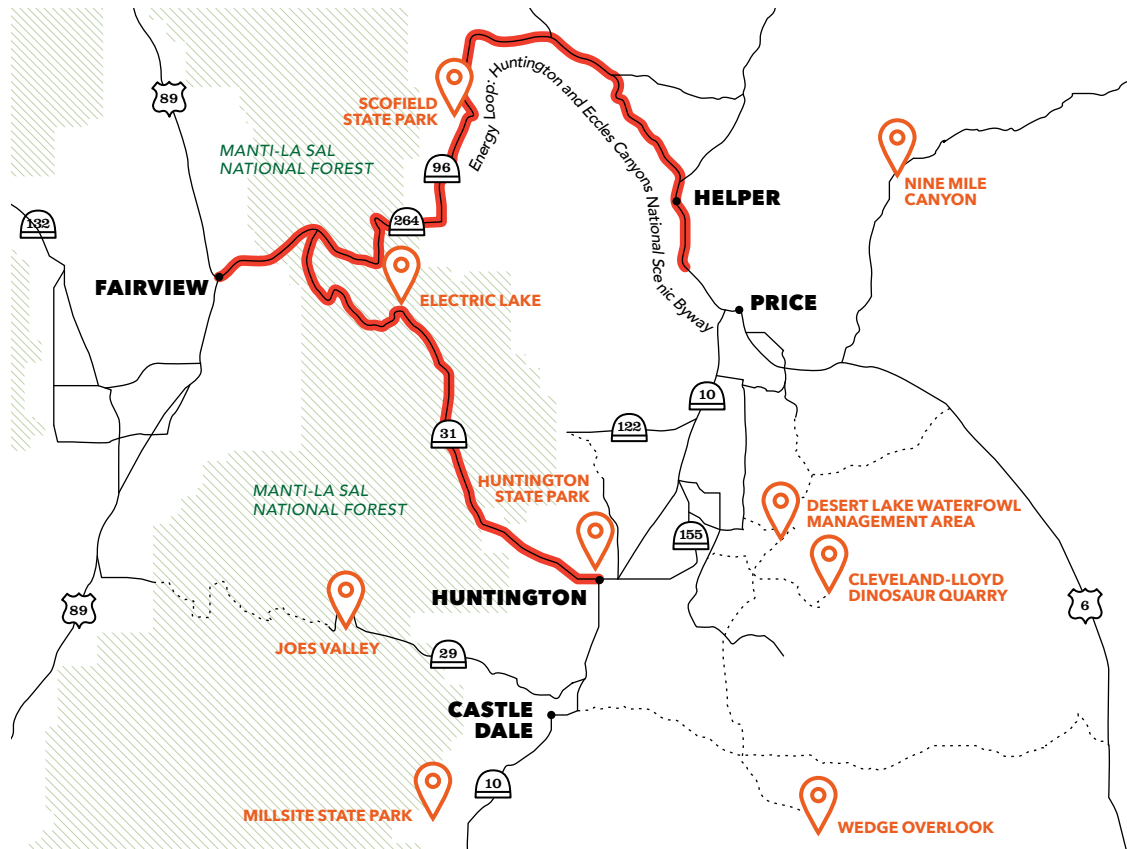 89
SCOFIELD
STATE PARK
Energy Loop: Huntington and Eccles Canyons National Scenic Byway
MANTI-LA SAL
NATIONAL FOREST
96
NINE MILE
CANYON
HELPER
132
264
FAIRVIEW
ELECTRIC LAKE
PRICE
10
122
31
HUNTINGTON
STATE PARK
MANTI-LA SAL
NATIONAL FOREST
DESERT LAKE WATERFOWL
MANAGEMENT AREA
155
CLEVELAND-LLOYD
DINOSAUR QUARRY
HUNTINGTON
89
6
JOES VALLEY
29
CASTLE
DALE
10
MILLSITE STATE PARK
WEDGE OVERLOOK